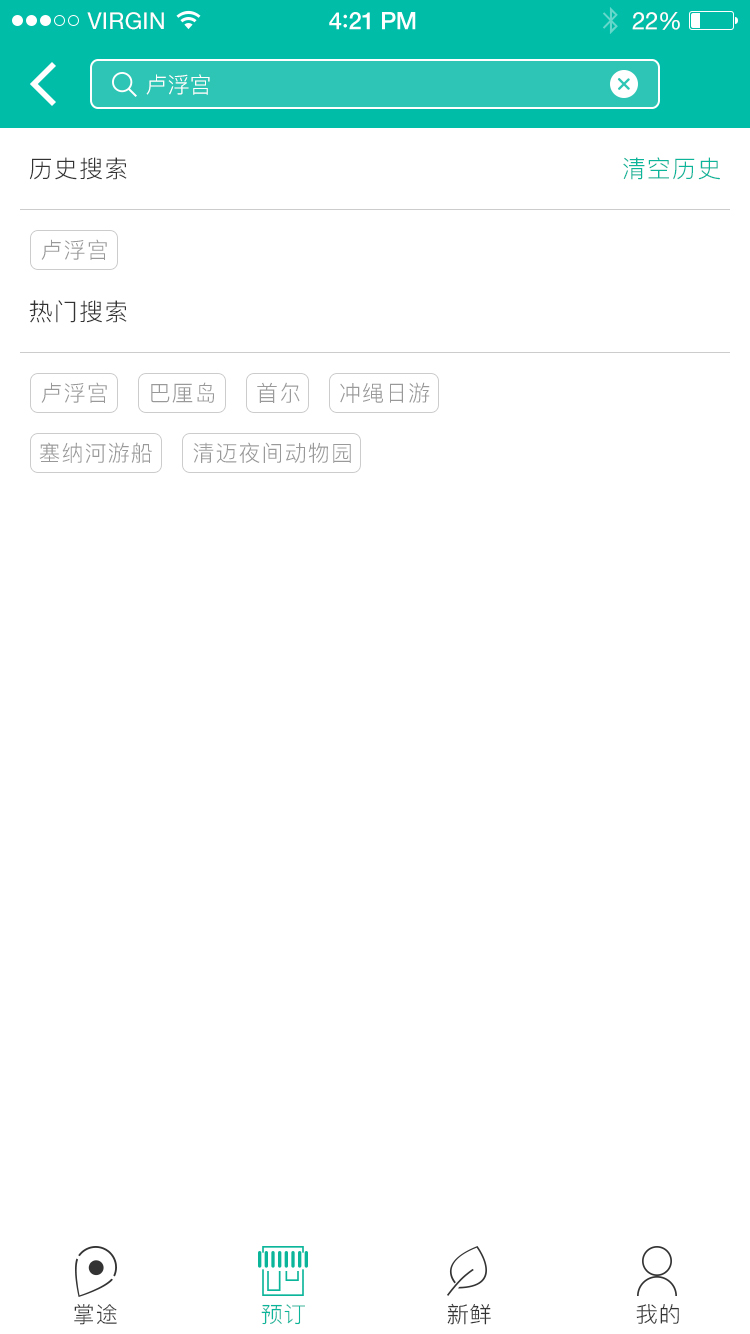 VIRGIN 4:21 PM 22%
卢浮宫
历史搜索 清空历史
卢浮宫
热门搜索
卢浮宫 巴厘岛 首尔 冲绳日游
塞纳河游船 清迈夜间动物园
掌途 预订 新鲜 我的